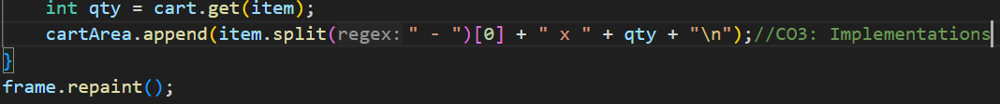 int qty = cart.get(item);
cartArea.append(item.split(regex:" - ")[0] + " x " + qty + "\n");//CO3: Implementations
}
frame.repaint();